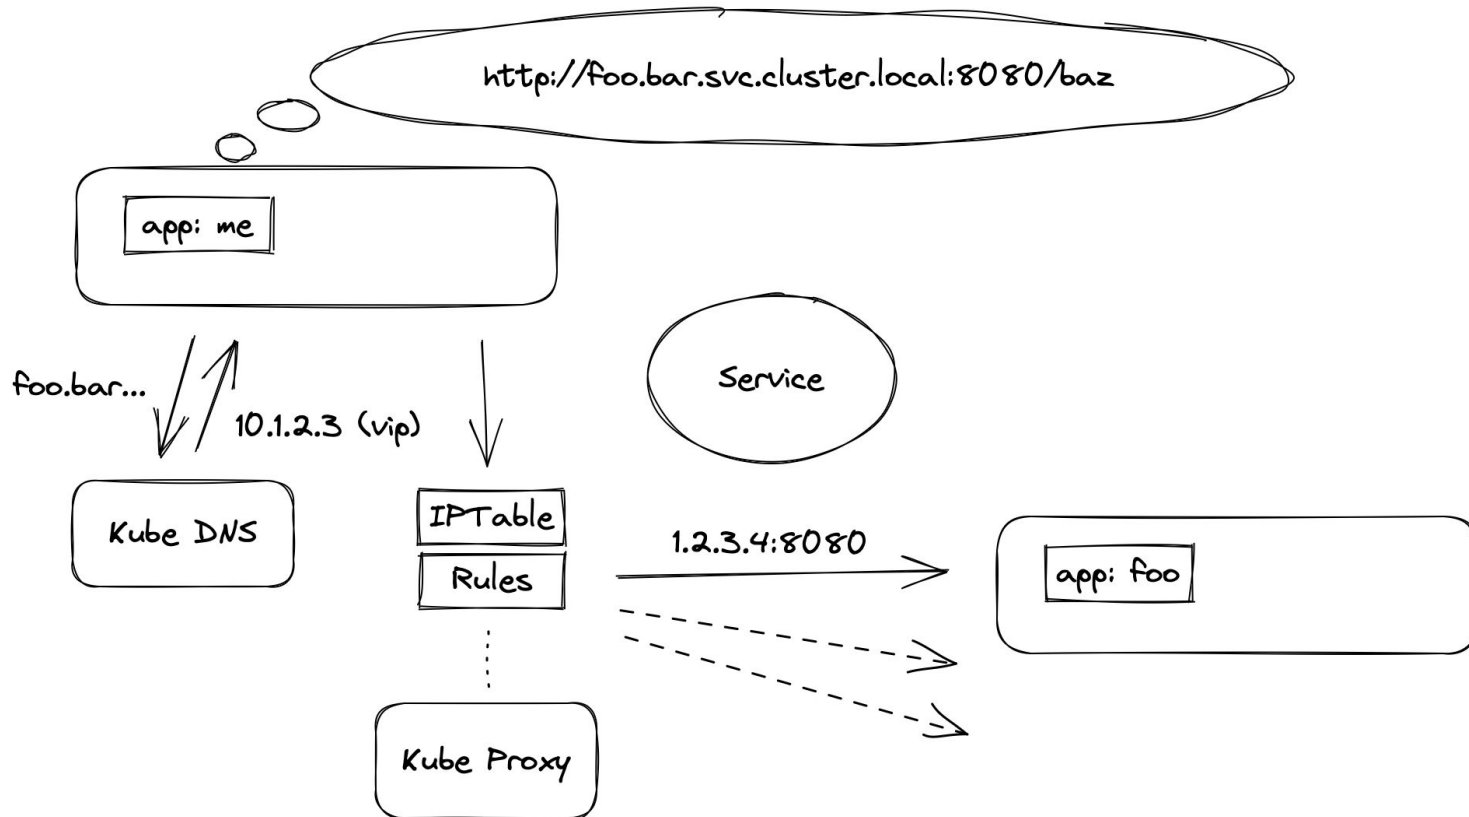 http://foo.bar.svc.cluster.local:8080/baz
app: me
foo.bar...
10.1.2.3 (vip)
Service
Kube DNS
IPTable
Rules
1.2.3.4:8080
app: foo
Kube Proxy